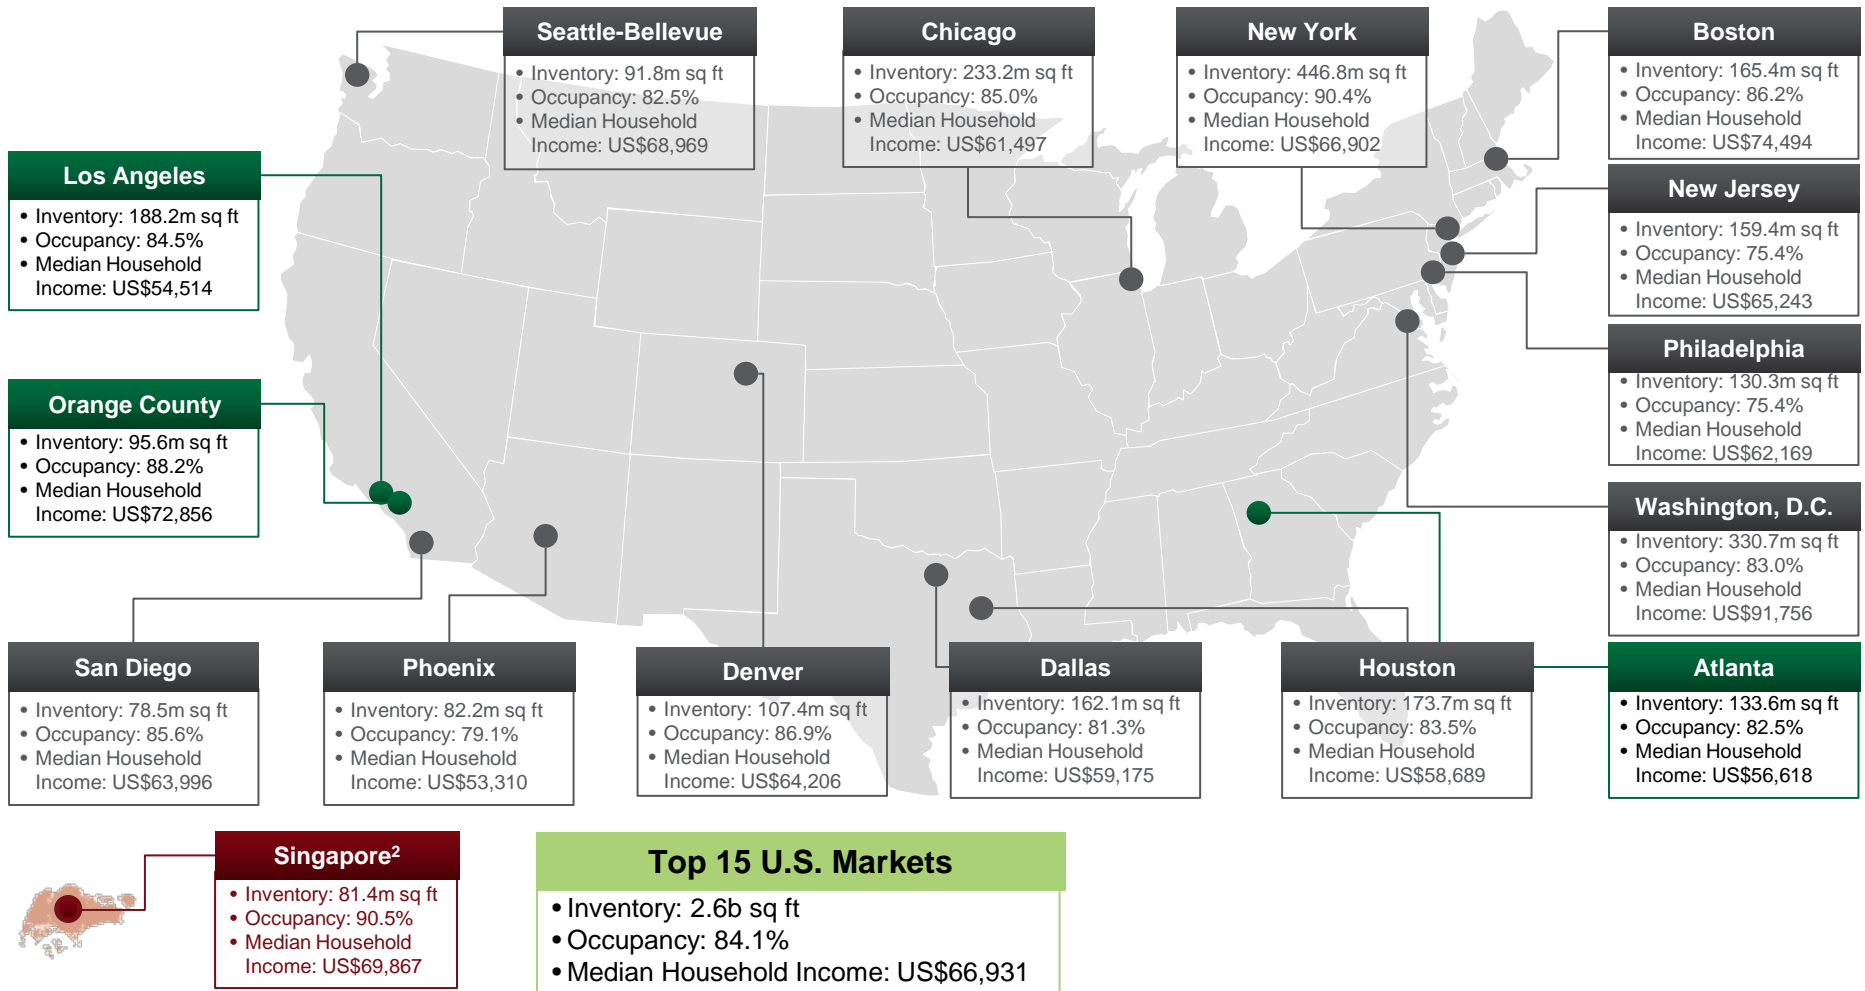 Seattle-Bellevue
• Inventory: 91.8m sq ft
• Occupancy: 82.5%
• Median Household
Income: US$68,969
Chicago
• Inventory: 233.2m sq ft
• Occupancy: 85.0%
• Median Household
Income: US$61,497
New York
• Inventory: 446.8m sq ft
• Occupancy: 90.4%
• Median Household
Income: US$66,902
Boston
• Inventory: 165.4m sq ft
• Occupancy: 86.2%
• Median Household
Income: US$74,494
Los Angeles
• Inventory: 188.2m sq ft
• Occupancy: 84.5%
• Median Household
Income: US$54,514
New Jersey
• Inventory: 159.4m sq ft
• Occupancy: 75.4%
• Median Household
Income: US$65,243
Philadelphia
• Inventory: 130.3m sq ft
• Occupancy: 75.4%
• Median Household
Income: US$62,169
Orange County
• Inventory: 95.6m sq ft
• Occupancy: 88.2%
• Median Household
Income: US$72,856
Washington, D.C.
• Inventory: 330.7m sq ft
• Occupancy: 83.0%
• Median Household
Income: US$91,756
San Diego
• Inventory: 78.5m sq ft
• Occupancy: 85.6%
• Median Household
Income: US$63,996
Phoenix
• Inventory: 82.2m sq ft
• Occupancy: 79.1%
• Median Household
Income: US$53,310
Denver
• Inventory: 107.4m sq ft
• Occupancy: 86.9%
• Median Household
Income: US$64,206
Dallas
• Inventory: 162.1m sq ft
• Occupancy: 81.3%
• Median Household
Income: US$59,175
Houston
• Inventory: 173.7m sq ft
• Occupancy: 83.5%
• Median Household
Income: US$58,689
Atlanta
• Inventory: 133.6m sq ft
• Occupancy: 82.5%
• Median Household
Income: US$56,618
Singapore²
• Inventory: 81.4m sq ft
• Occupancy: 90.5%
• Median Household
Income: US$69,867
Top 15 U.S. Markets
• Inventory: 2.6b sq ft
• Occupancy: 84.1%
• Median Household Income: US$66,931